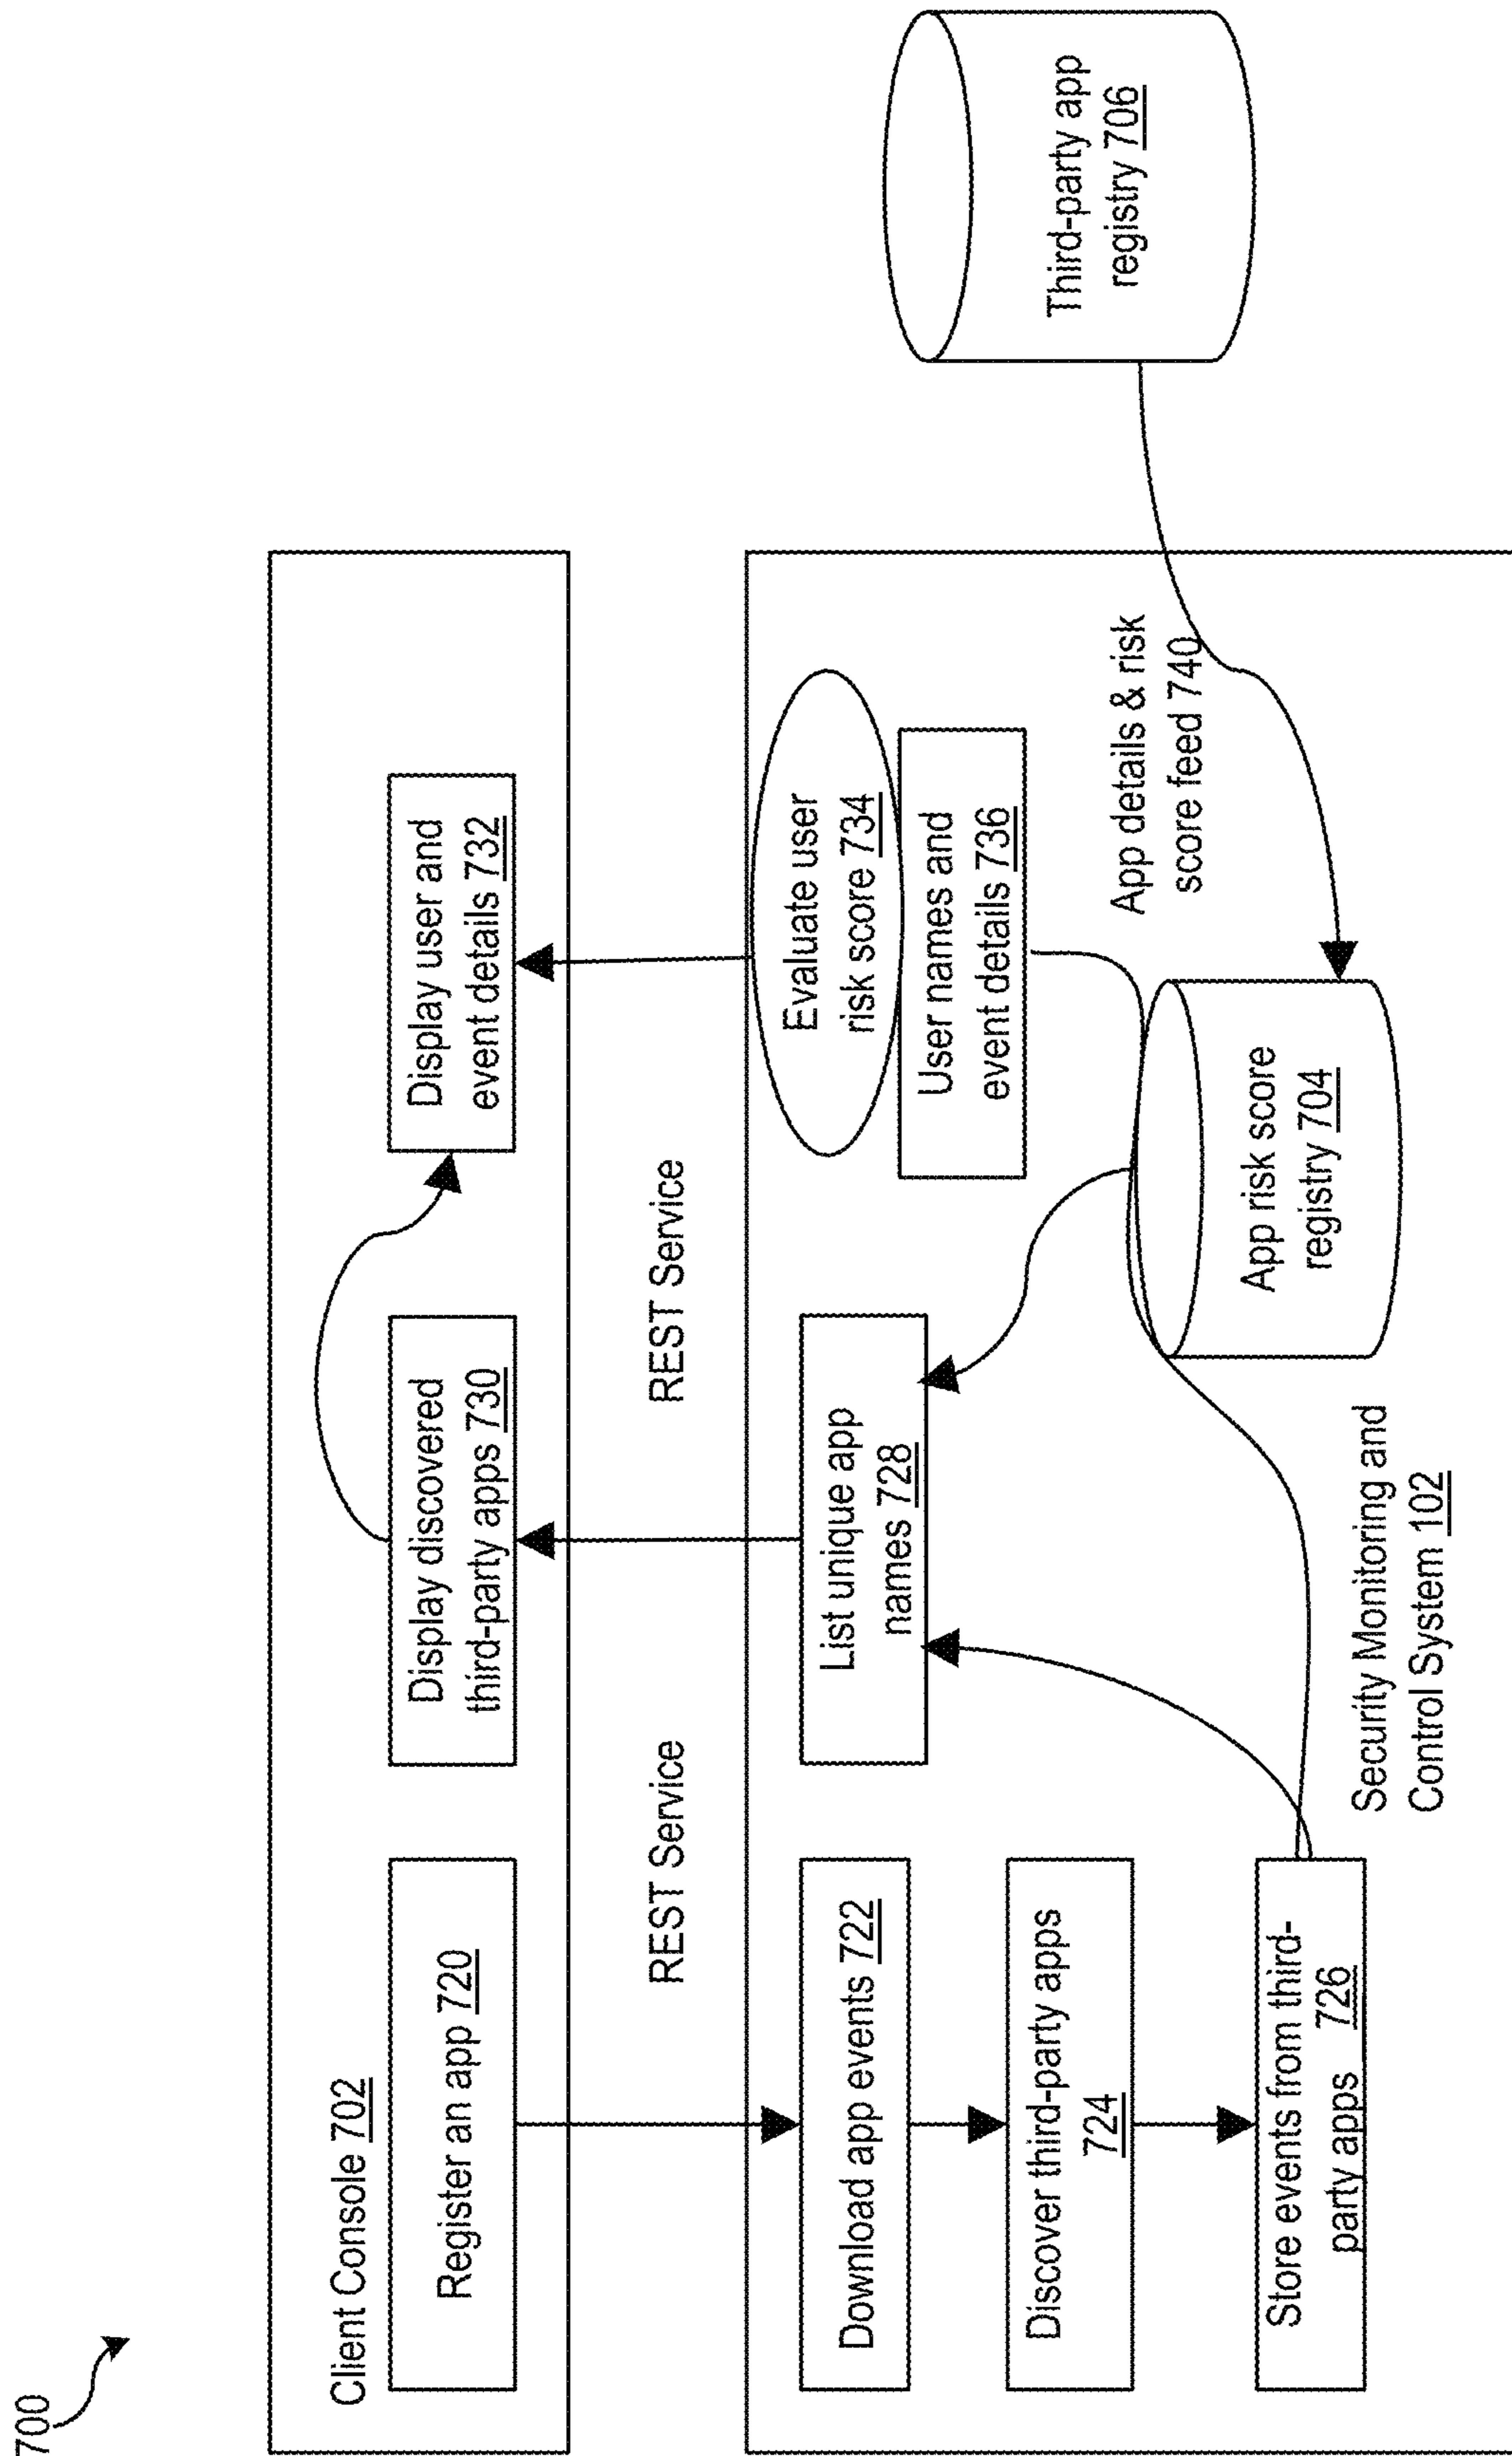 700
Client Console 702
Register an app 720
Display discovered
third-party apps 730
Display user and
event details 732
REST Service
REST Service
Download app events 722
Discover third-party apps
724
Store events from third-
party apps 726
List unique app
names 728
Evaluate user
risk score 734
User names and
event details 736
App details & risk
score feed 740
App risk score
registry 704
Security Monitoring and
Control System 102
Third-party app
registry 706